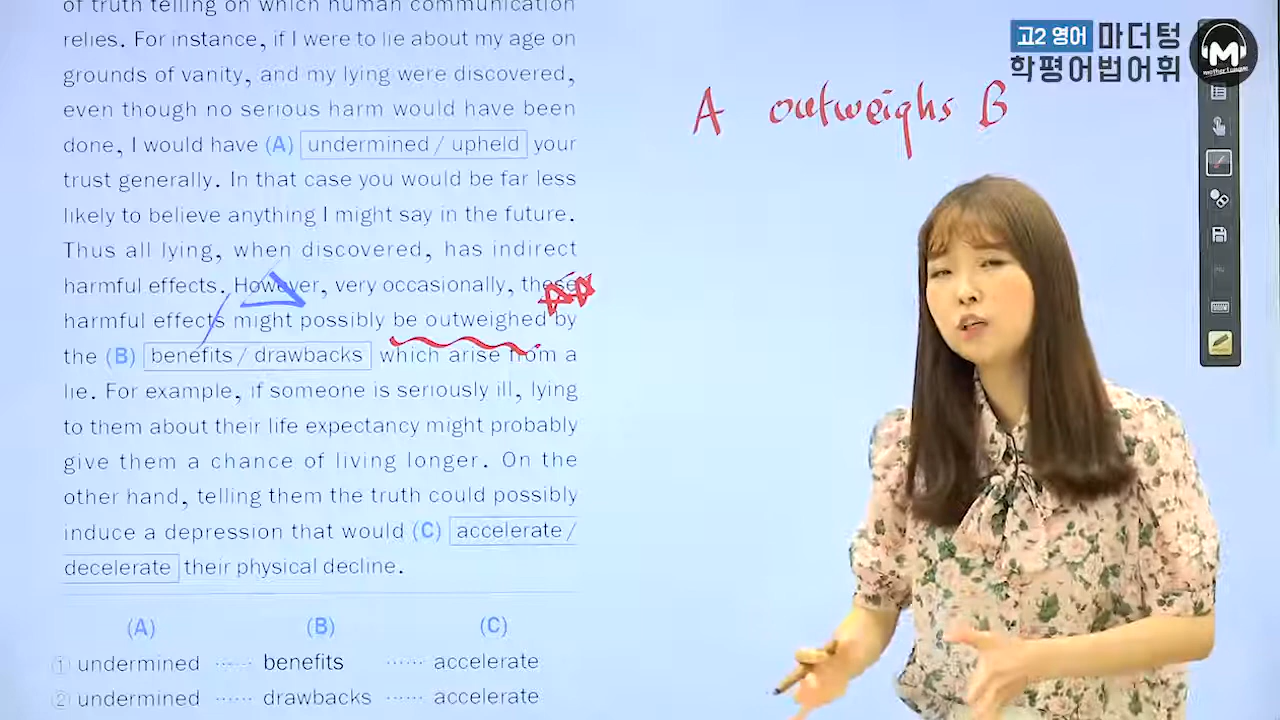 of truth telling on which human communication
relies. For instance, if I were to lie about my age on
grounds of vanity, and my lying were discovered,
even though no serious harm would have been
done, I would have (A) undermined / upheld your
trust generally. In that case you would be far less
likely to believe anything I might say in the future.
Thus all lying, when discovered, has indirect
harmful effects. However, very occasionally, these
harmful effects might possibly be outweighed by
the (B) benefits / drawbacks which arise from a
lie. For example, if someone is seriously ill, lying
to them about their life expectancy might probably
give them a chance of living longer. On the
other hand, telling them the truth could possibly
induce a depression that would (C) accelerate /
decelerate their physical decline.
(A) (B) (C)
① undermined ...... benefits ...... accelerate
② undermined ...... drawbacks ...... accelerate
A outweighs B
고2 영어 마더텅
학평어법어휘
M
mother tongue